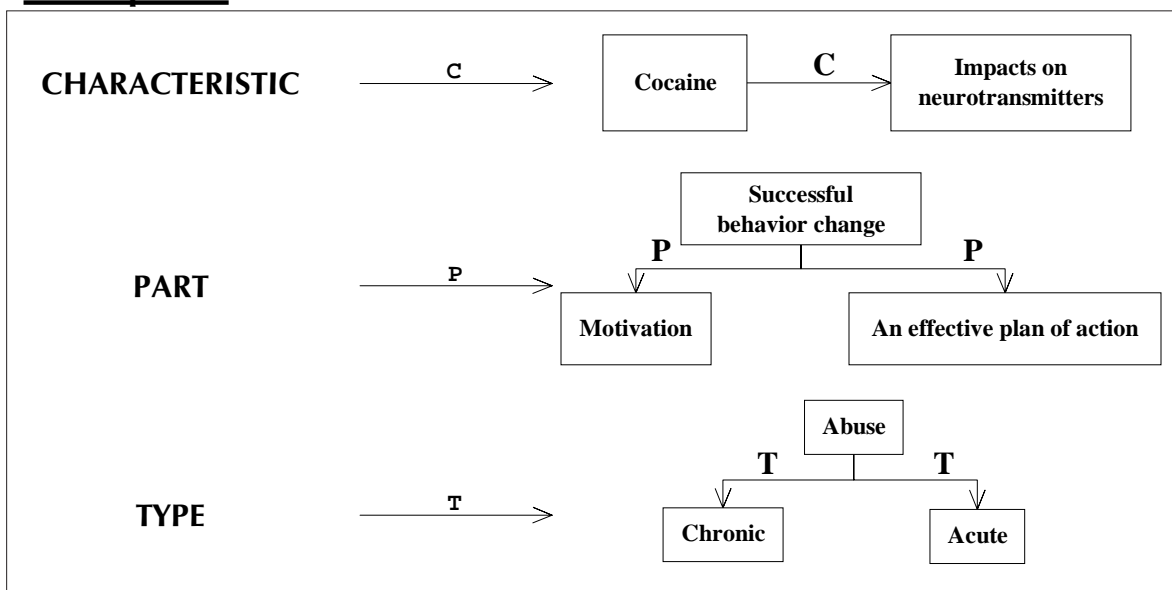 CHARACTERISTIC
C
Cocaine
C
Impacts on
neurotransmitters
Successful
behavior change
P
P
PART
P
Motivation
An effective plan of action
Abuse
T
T
TYPE
T
Chronic
Acute